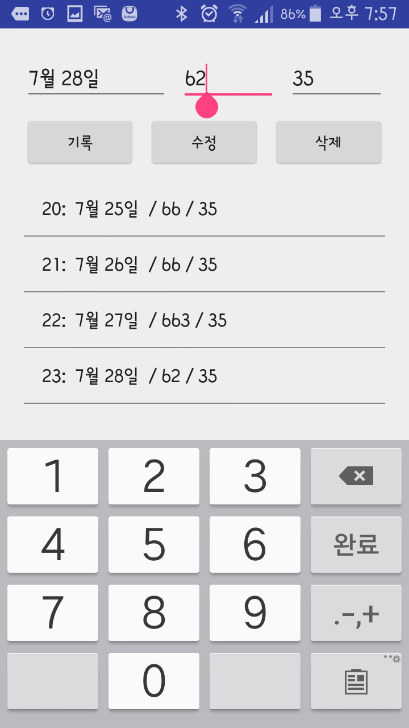 86% 오후 7:57
7월 28일 62 35
기록 수정 삭제
20: 7월 25일 / 66 / 35
21: 7월 26일 / 66 / 35
22: 7월 27일 / 663 / 35
23: 7월 28일 / 62 / 35
1 2 3
4 5 6 완료
7 8 9 .-,+
0